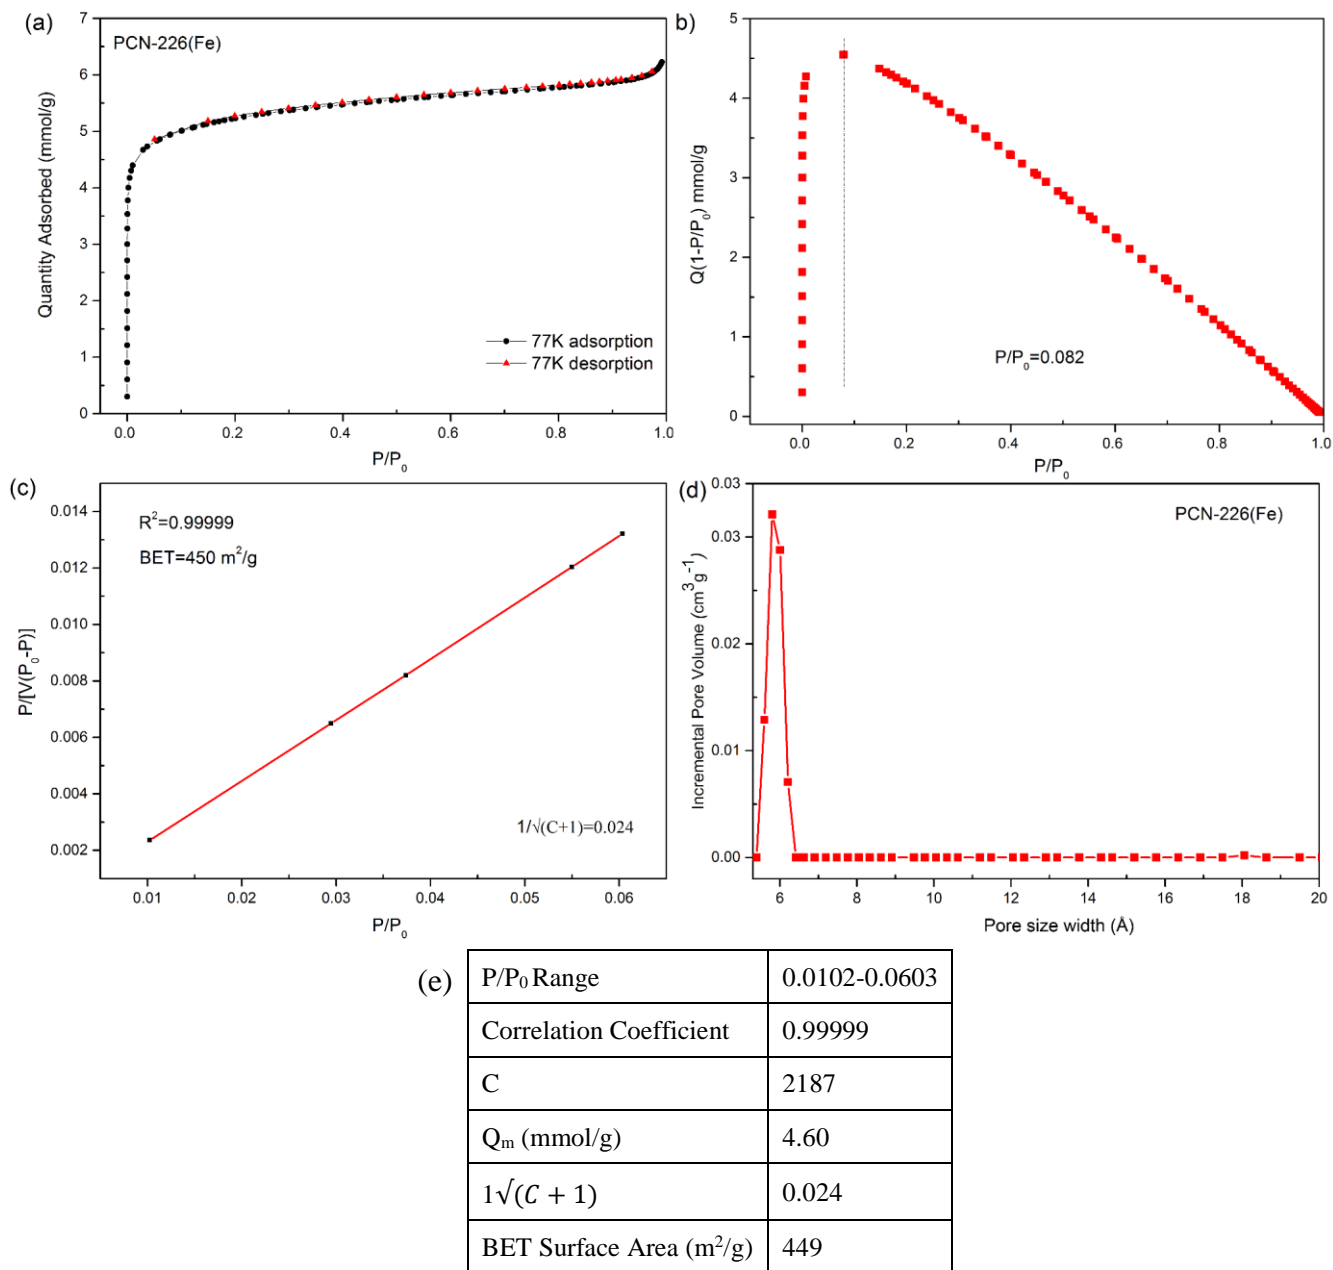 (a)
PCN-226(Fe)
7
6
5
4
3
2
1
0
Quantity Adsorbed (mmol/g)
77K adsorption
77K desorption
0.0 0.2 0.4 0.6 0.8 1.0
P/P₀
b)
5
4
3
2
1
0
Q(1-P/P₀) mmol/g
P/P₀=0.082
0.0 0.2 0.4 0.6 0.8 1.0
P/P₀
(c)
R²=0.99999
BET=450 m²/g
0.014
0.012
0.010
0.008
0.006
0.004
0.002
P/[V(P₀-P)]
1/√(C+1)=0.024
0.01 0.02 0.03 0.04 0.05 0.06
P/P₀
(d)
PCN-226(Fe)
0.03
0.03
0.02
0.01
0.00
Incremental Pore Volume (cm³g⁻¹)
6 8 10 12 14 16 18 20
Pore size width (Å)
(e)
P/P₀ Range 0.0102-0.0603
Correlation Coefficient 0.99999
C 2187
Qₘ (mmol/g) 4.60
1√(C + 1) 0.024
BET Surface Area (m²/g) 449